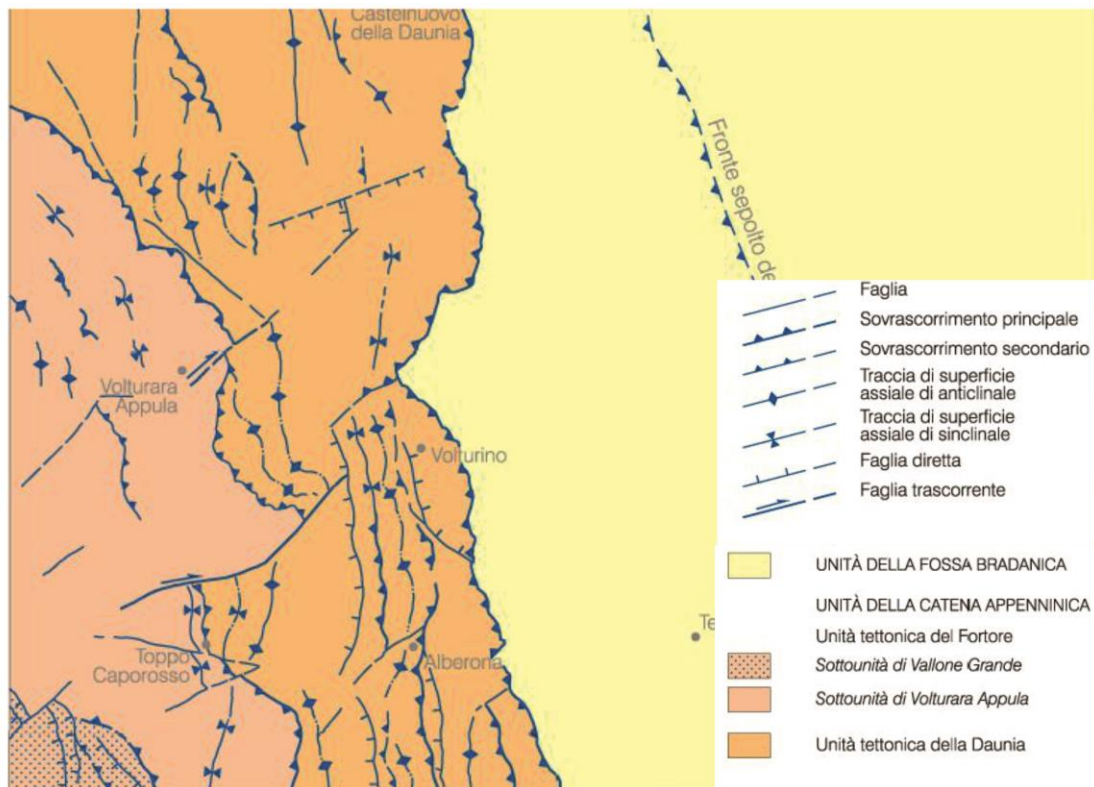 Castelnuovo
della Daunia
Fronte sepolto de
Volturara
Appula
Volturino
Toppo
Caporosso
Alberona
Te
Faglia
Sovrascorrimento principale
Sovrascorrimento secondario
Traccia di superficie
assiale di anticlinale
Traccia di superficie
assiale di sinclinale
Faglia diretta
Faglia trascorrente
UNITÀ DELLA FOSSA BRADANICA
UNITÀ DELLA CATENA APPENNINICA
Unità tettonica del Fortore
Sottounità di Vallone Grande
Sottounità di Volturara Appula
Unità tettonica della Daunia